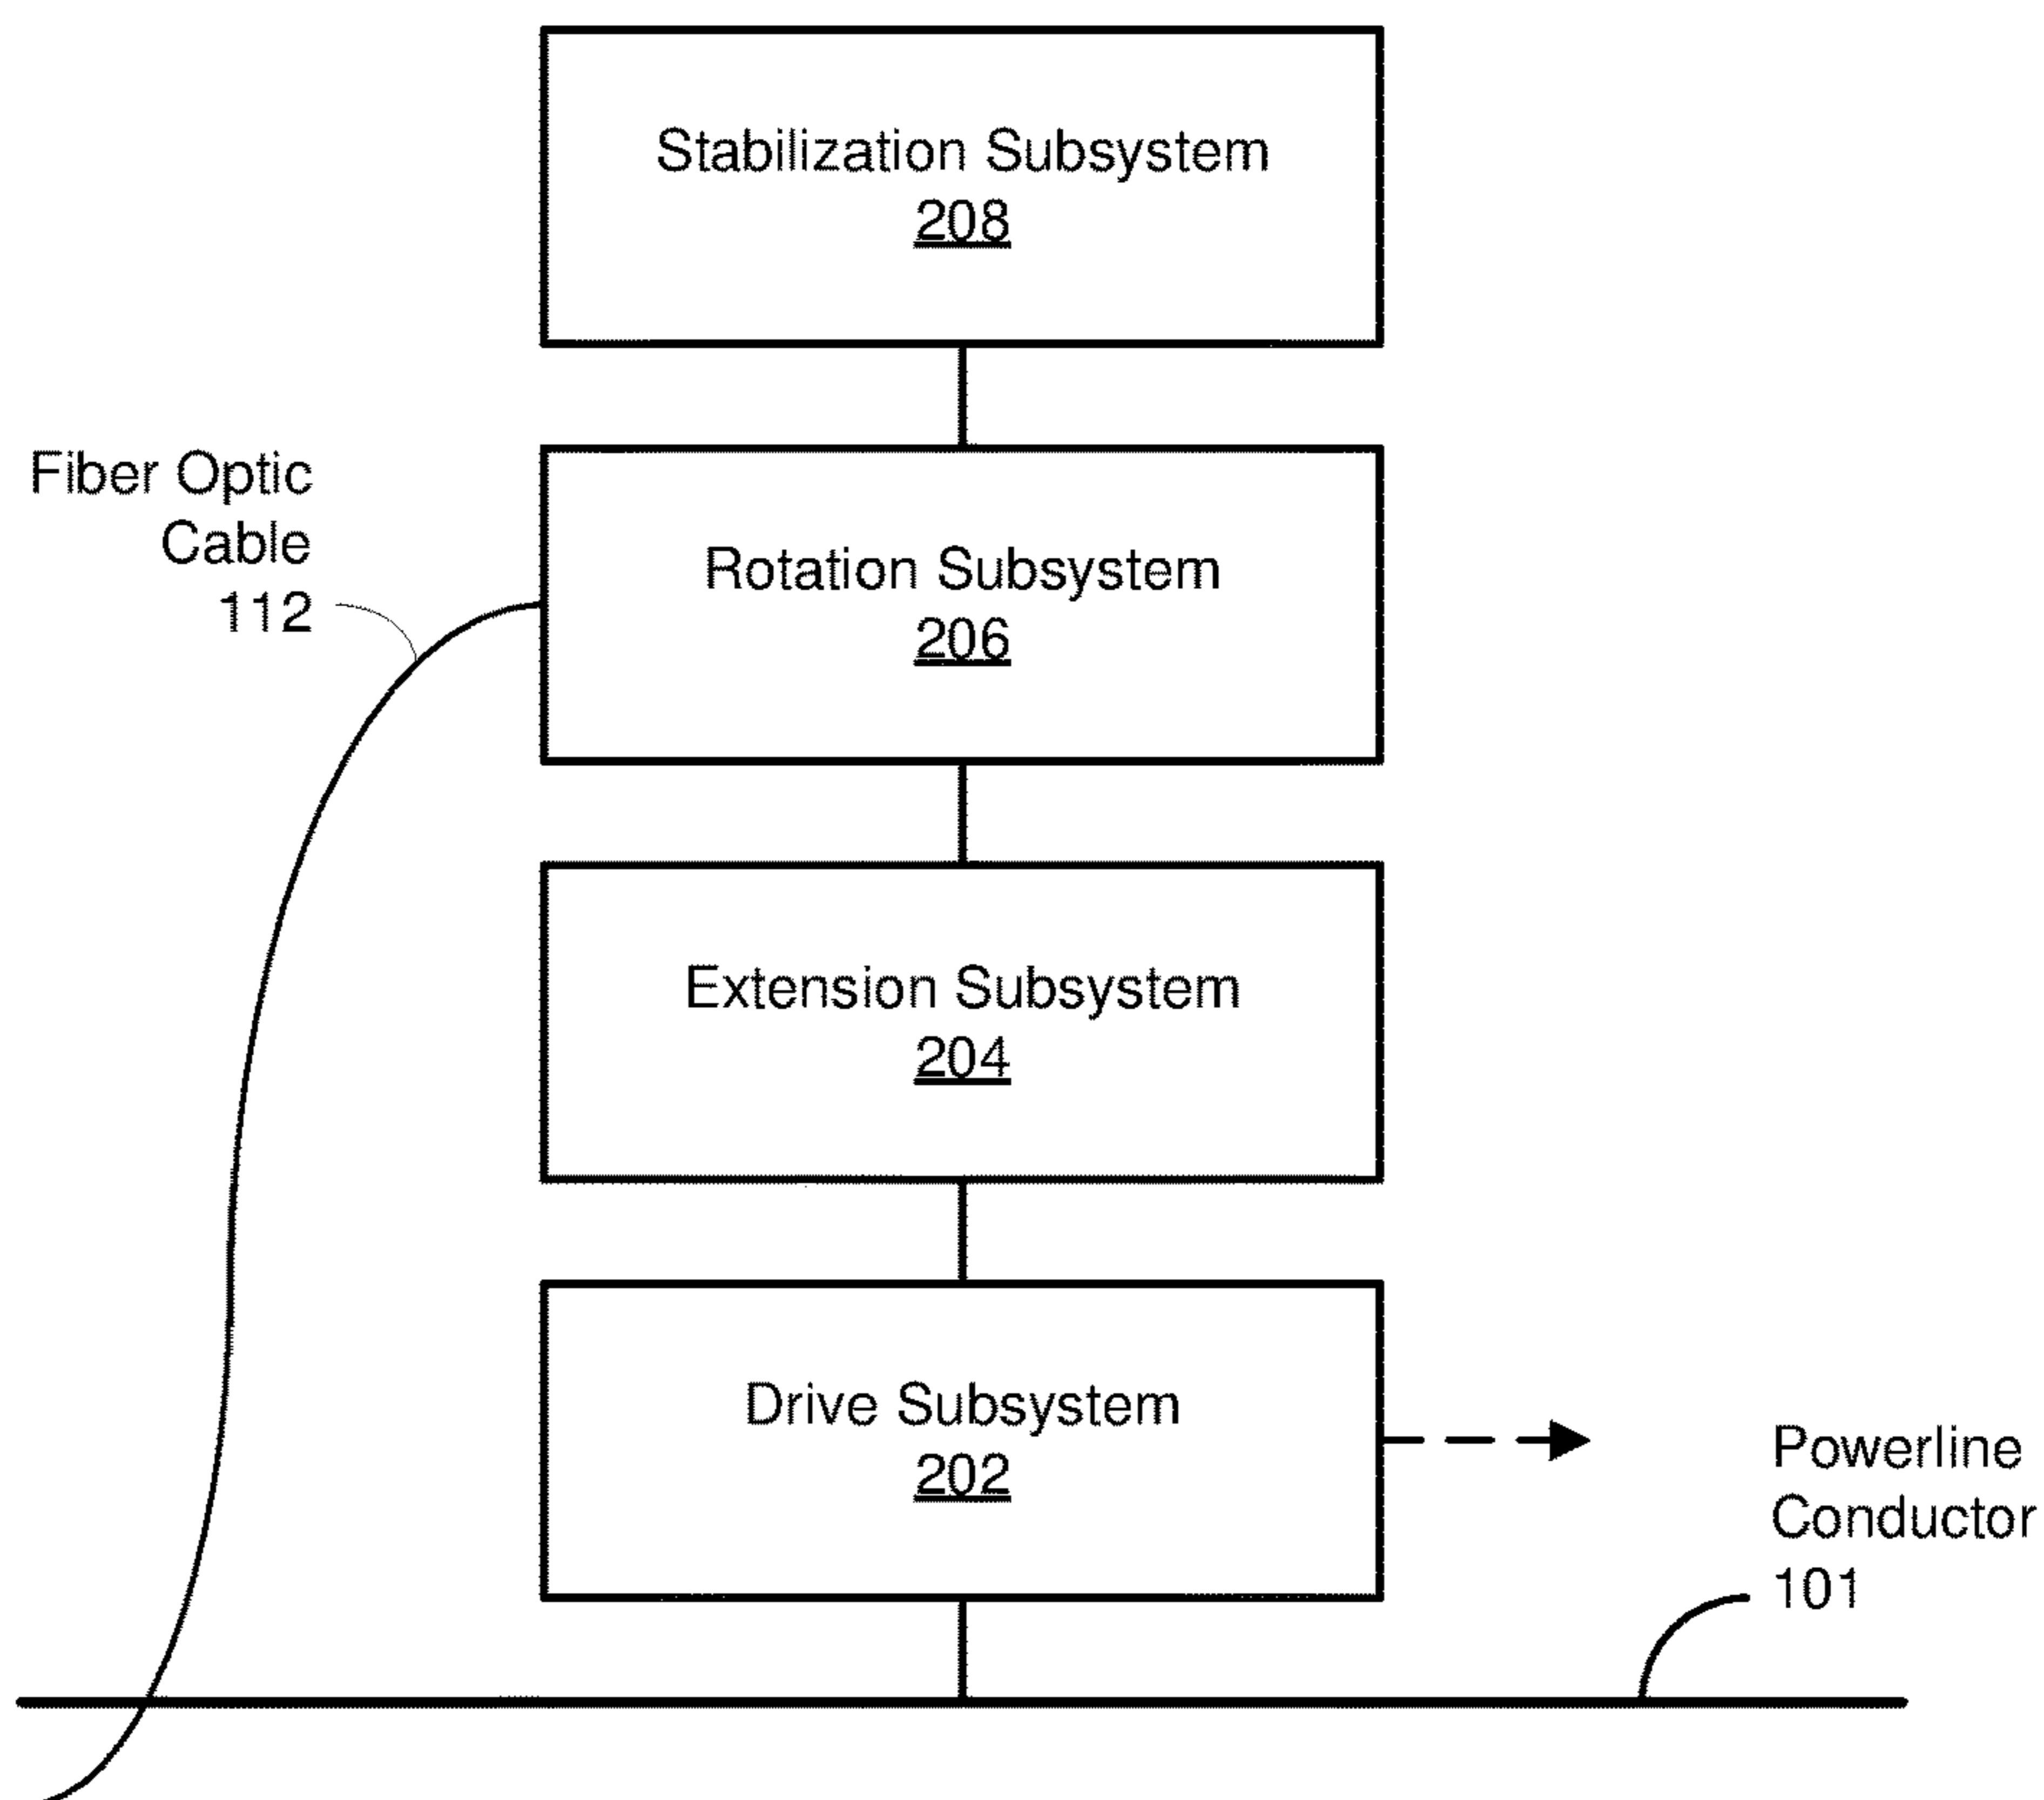 Stabilization Subsystem
208
Fiber Optic
Cable
112
Rotation Subsystem
206
Extension Subsystem
204
Drive Subsystem
202
Powerline
Conductor
101